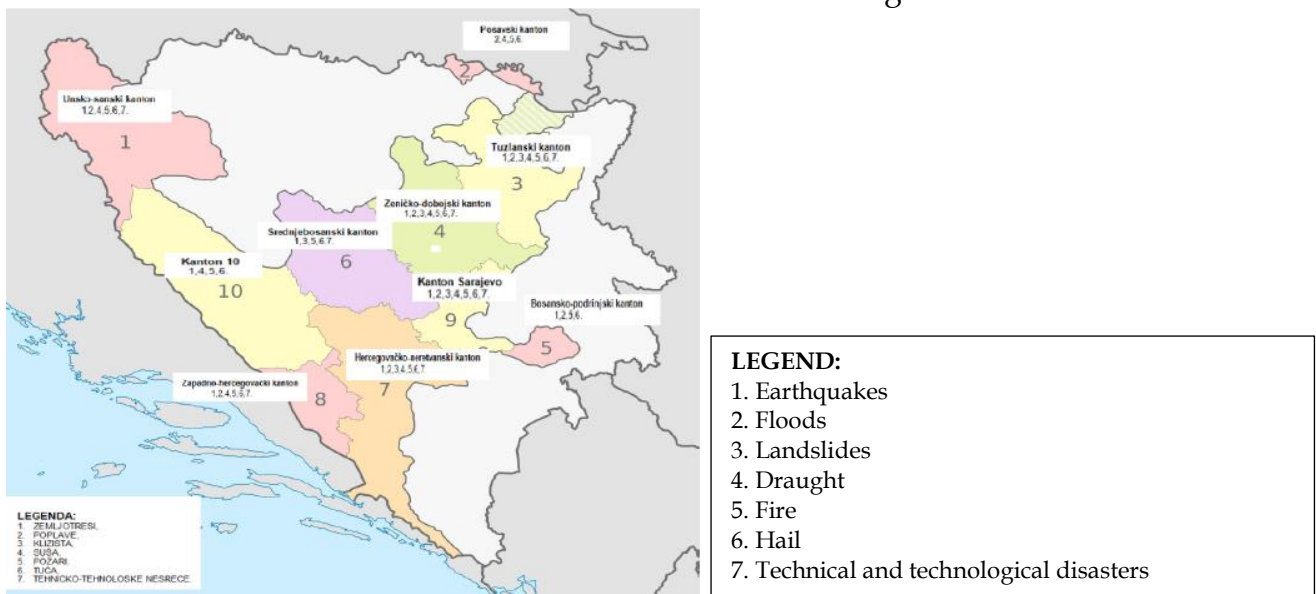 Posavski kanton
2,4,5,6.
2
Unsko-sanski kanton
1,2,4,5,6,7.
1
Tuzlanski kanton
1,2,3,4,5,6,7.
3
Zeničko-dobojski kanton
1,2,3,4,5,6,7.
4
Srednjebosanski kanton
1,3,5,6,7.
6
Kanton 10
1,4,5,6.
10
Kanton Sarajevo
1,2,3,4,5,6,7.
9
Bosansko-podrinjski kanton
1,2,5,6.
5
Hercegovačko-neretvanski kanton
1,2,3,4,5,6,7.
7
Zapadno-hercegovački kanton
1,2,4,5,6,7.
8
LEGENDA:
1. ZEMLJOTRESI,
2. POPLAVE,
3. KLIZISTA,
4. SUŠA,
5. POŽARI,
6. TUČA,
7. TEHNICKO-TEHNOLOSKE NESRECE.
LEGEND:
1. Earthquakes
2. Floods
3. Landslides
4. Draught
5. Fire
6. Hail
7. Technical and technological disasters